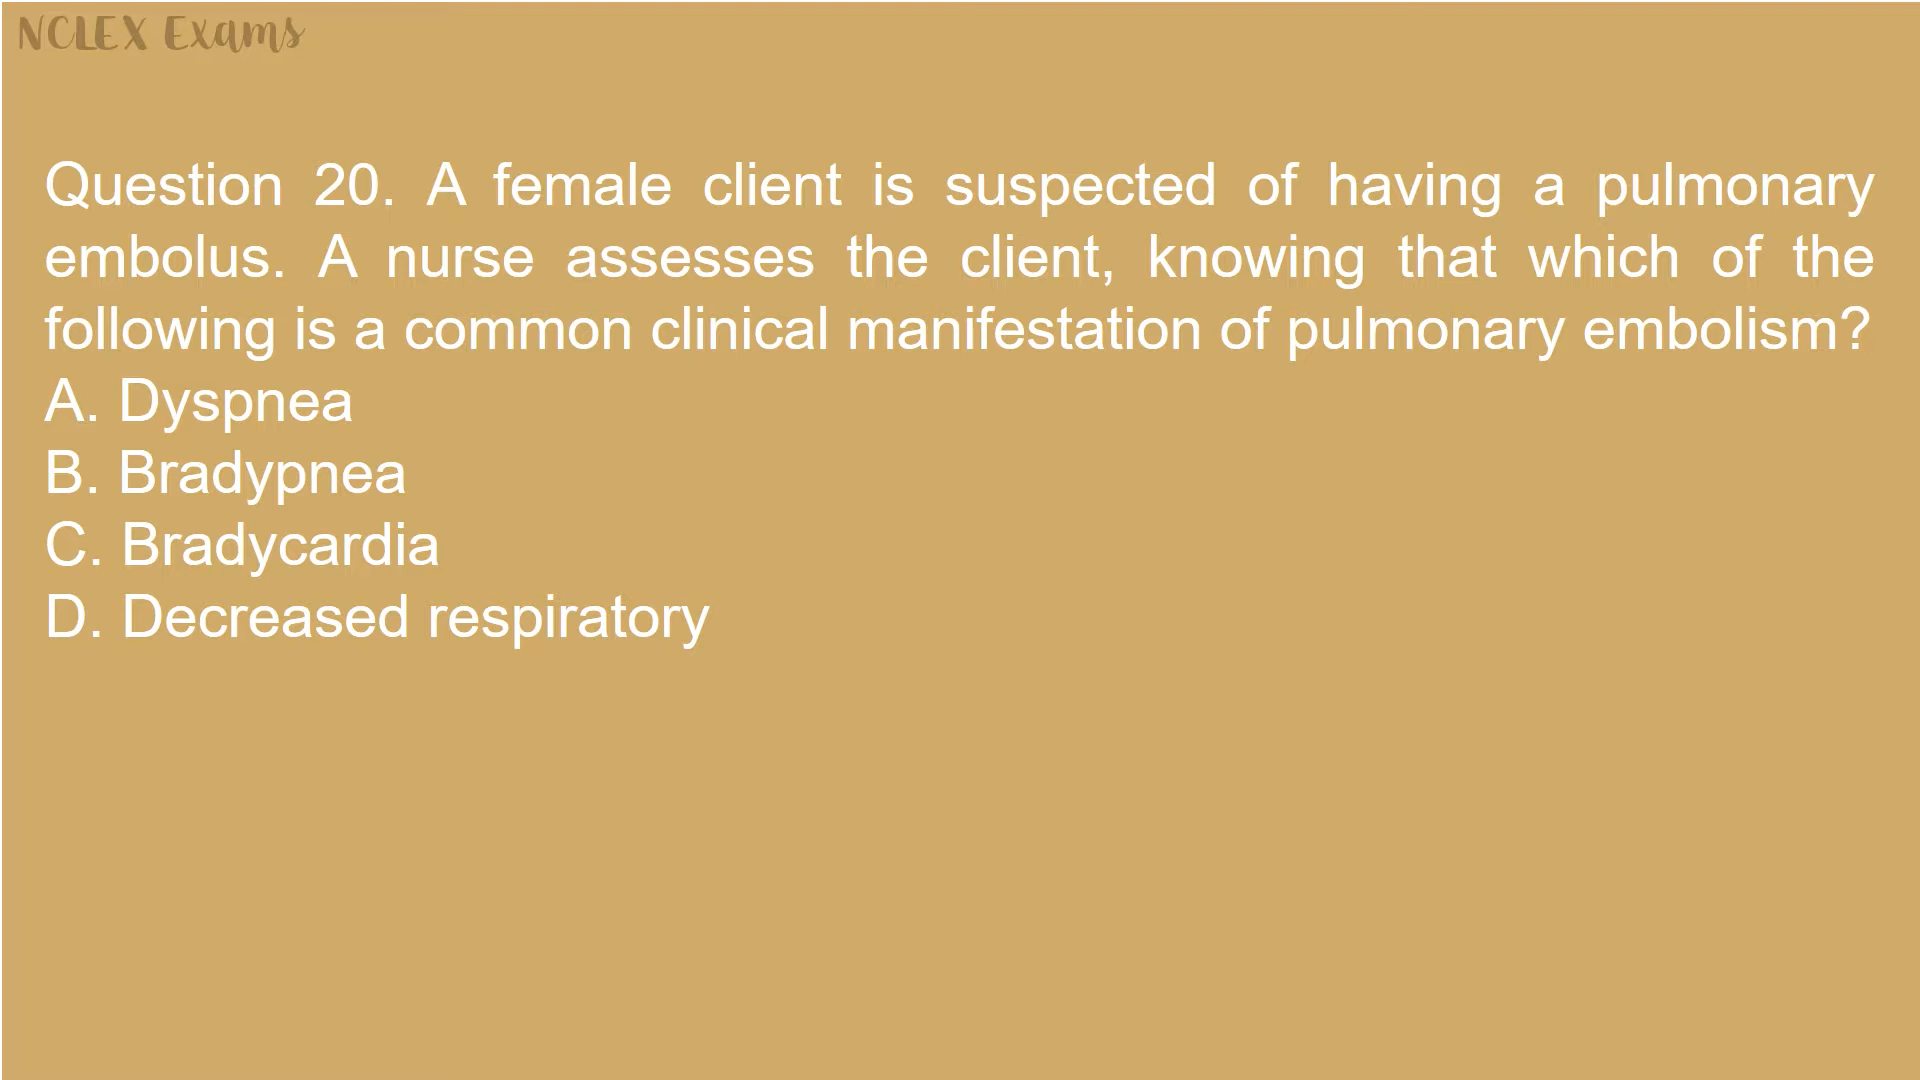 NCLEX Exams
Question 20. A female client is suspected of having a pulmonary
embolus. A nurse assesses the client, knowing that which of the
following is a common clinical manifestation of pulmonary embolism?
A. Dyspnea
B. Bradypnea
C. Bradycardia
D. Decreased respiratory